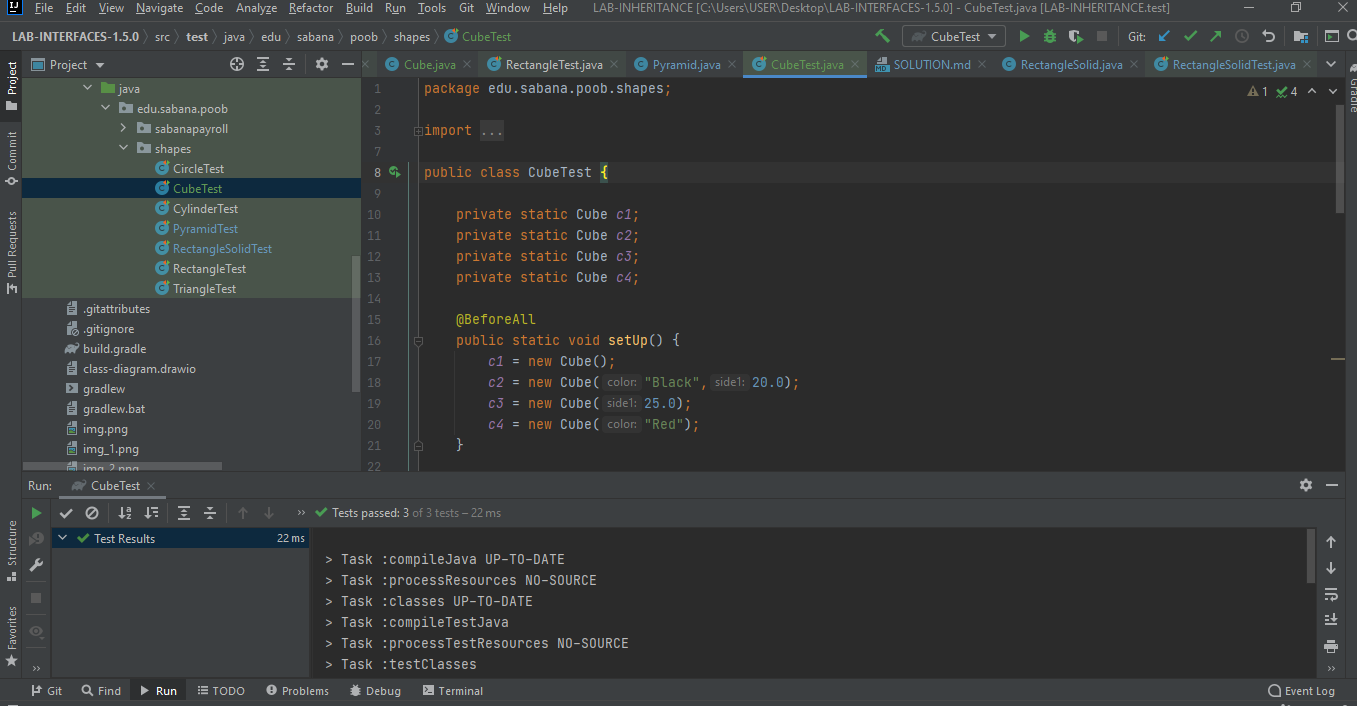 File Edit View Navigate Code Analyze Refactor Build Run Tools Git Window Help LAB-INHERITANCE [C:\Users\USER\Desktop\LAB-INTERFACES-1.5.0] - CubeTest.java [LAB-INHERITANCE.test]
LAB-INTERFACES-1.5.0 src test java edu sabana poob shapes CubeTest CubeTest Git:
Project Cube.java RectangleTest.java Pyramid.java CubeTest.java SOLUTION.md RectangleSolid.java RectangleSolidTest.java
Project
Commit
Pull Requests
Structure
Favorites
Gradle
java
edu.sabana.poob
sabanapayroll
shapes
CircleTest
CubeTest
CylinderTest
PyramidTest
RectangleSolidTest
RectangleTest
TriangleTest
.gitattributes
.gitignore
build.gradle
class-diagram.drawio
gradlew
gradlew.bat
img.png
img_1.png
img_2.png
1 package edu.sabana.poob.shapes; 1 4
2
3 import ...
7
8 public class CubeTest {
9
10 private static Cube c1;
11 private static Cube c2;
12 private static Cube c3;
13 private static Cube c4;
14
15 @BeforeAll
16 public static void setUp() {
17 c1 = new Cube();
18 c2 = new Cube( color: "Black", side1: 20.0);
19 c3 = new Cube( side1: 25.0);
20 c4 = new Cube( color: "Red");
21 }
22
Run: CubeTest
Tests passed: 3 of 3 tests – 22 ms
Test Results 22 ms
> Task :compileJava UP-TO-DATE
> Task :processResources NO-SOURCE
> Task :classes UP-TO-DATE
> Task :compileTestJava
> Task :processTestResources NO-SOURCE
> Task :testClasses
Git Find Run TODO Problems Debug Terminal Event Log